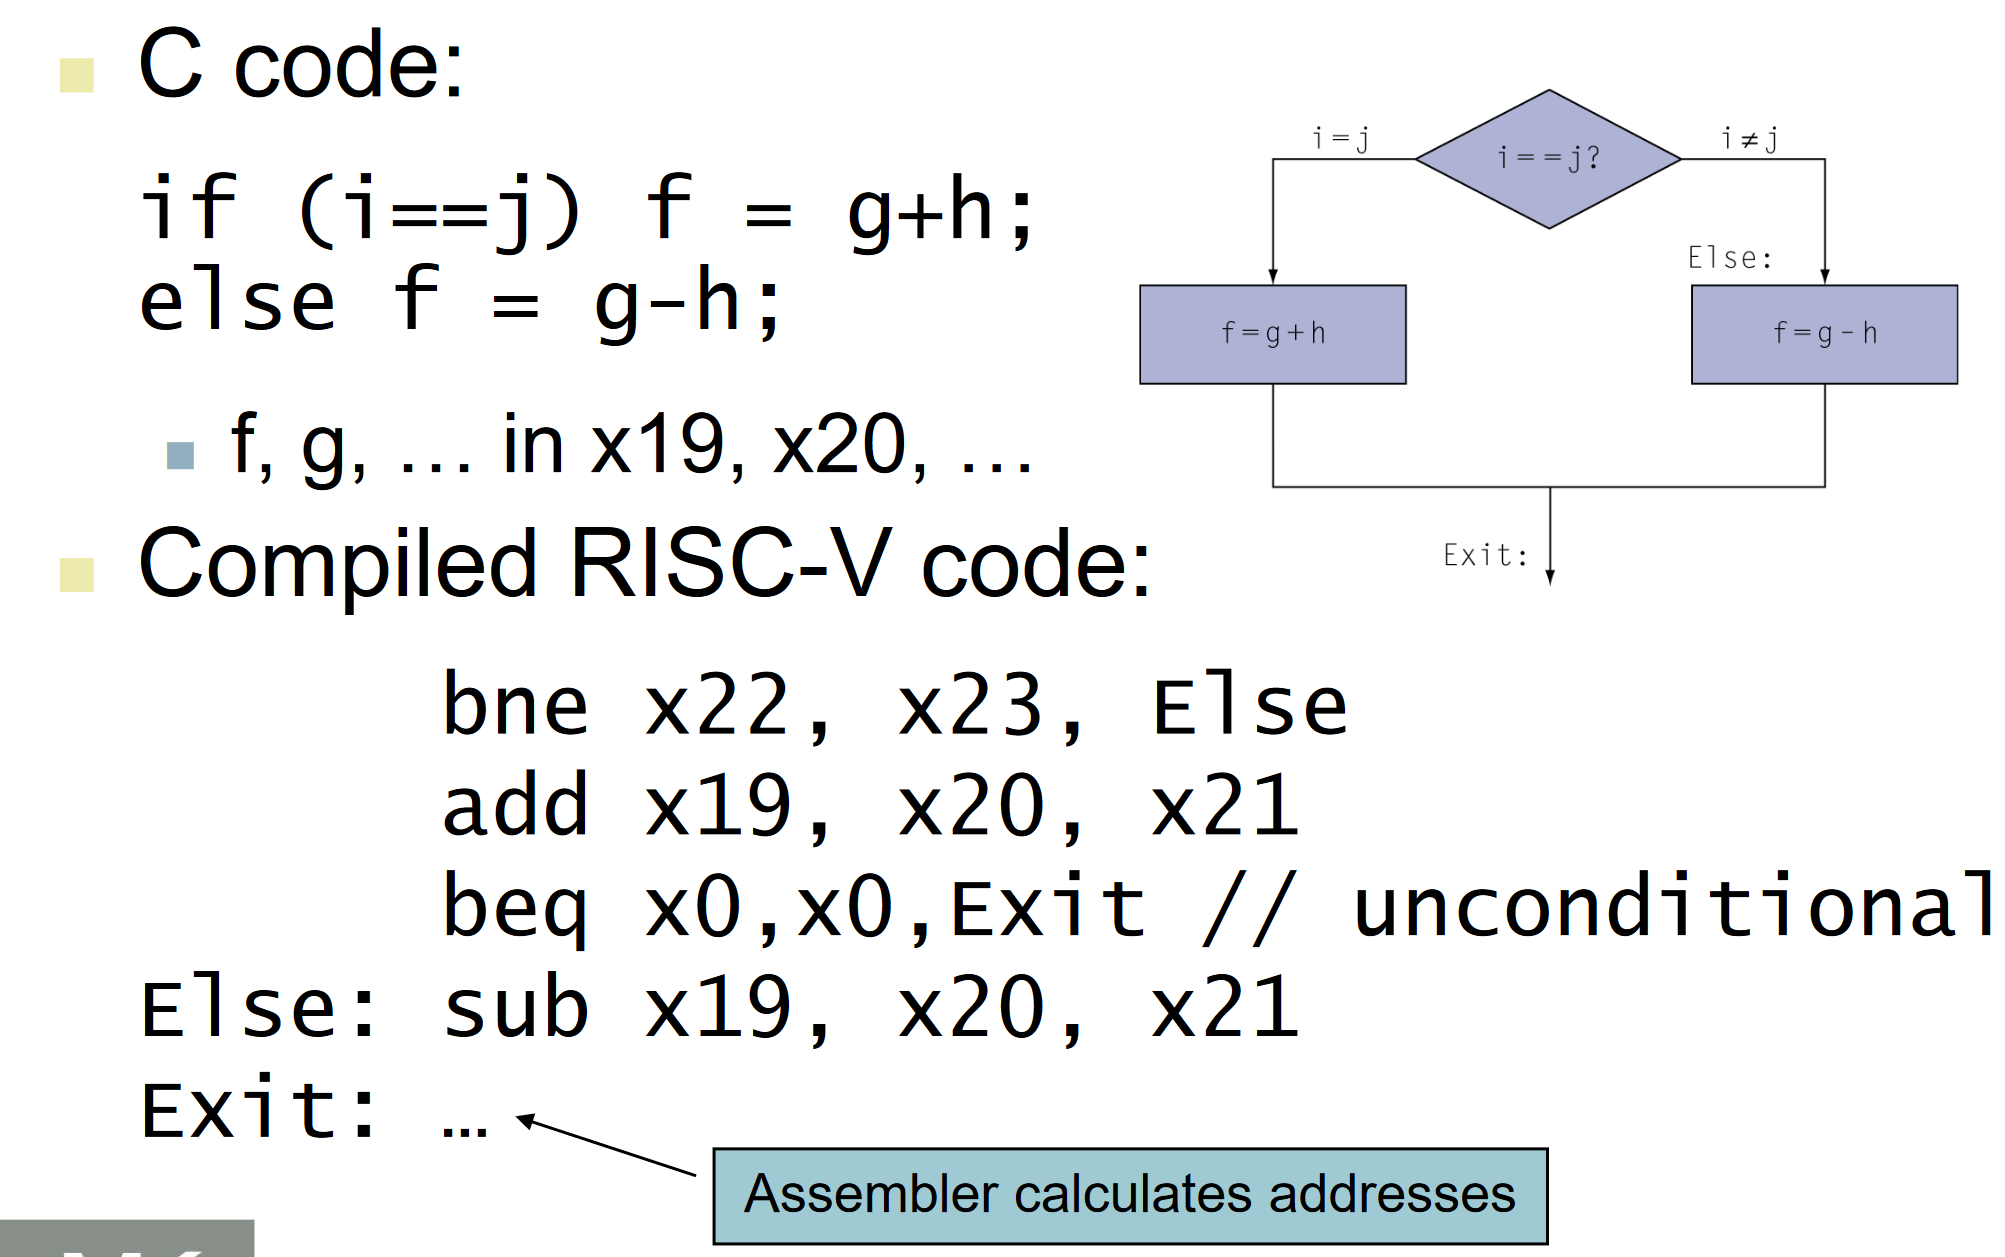 C code:
if (i==j) f = g+h;
else f = g-h;
f, g, … in x19, x20, …
Compiled RISC-V code:
bne x22, x23, Else
add x19, x20, x21
beq x0,x0,Exit // unconditional
Else: sub x19, x20, x21
Exit: …
Assembler calculates addresses
i=j
i==j?
i≠j
Else:
f=g+h
f=g-h
Exit: